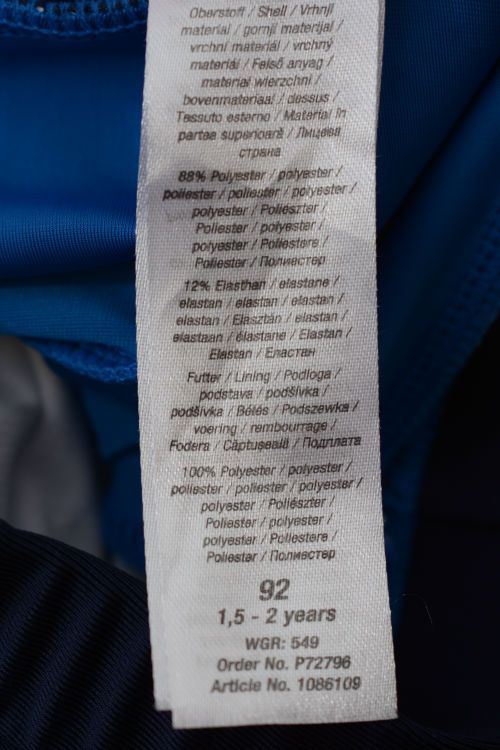 Oberstoff / Shell / Vrhnji
material / gornji materijal /
vrchni materiál / vrchný
materiál / Felső anyag /
materiał wierzchni /
bovenmateriaal / dessus /
Tessuto esterno / Material în
partea superioară / Лицева
страна
88% Polyester / polyester /
poliester / poliester / polyester /
polyester / Poliészter /
Poliester / polyester /
polyester / Poliestere /
Poliester / Полиестер
12% Elasthan / elastane /
elastan / elastan / elastan /
elastan / Elasztán / elastan /
elastaan / élastane / Elastan /
Elastan / Еластан
Futter / Lining / Podloga /
podstava / podšívka /
podšívka / Bélés / Podszewka /
voering / rembourrage /
Fodera / Căptușeală / Подплата
100% Polyester / polyester /
poliester / poliester / polyester /
polyester / Poliészter /
Poliester / polyester /
polyester / Poliestere /
Poliester / Полиестер
92
1,5 - 2 years
WGR: 549
Order No. P72796
Article No. 1086109